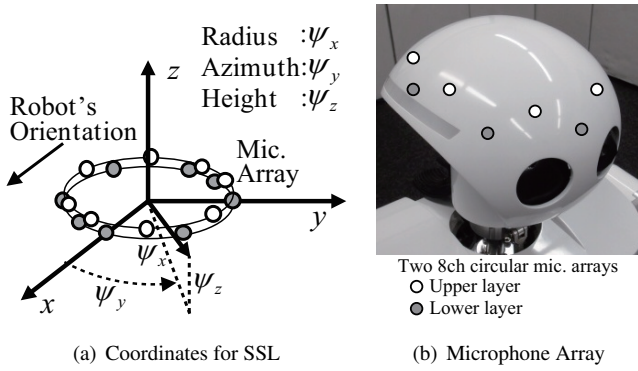 Radius :ψx
Azimuth:ψy
Height :ψz
z
Robot's
Orientation
Mic.
Array
y
ψx
ψz
ψy
x
Two 8ch circular mic. arrays
Upper layer
Lower layer
(a) Coordinates for SSL
(b) Microphone Array